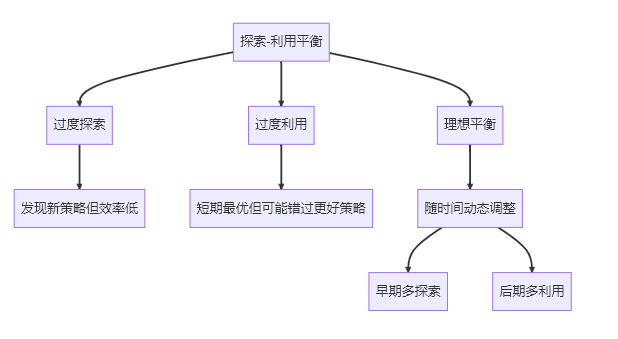 探索-利用平衡
过度探索
过度利用
理想平衡
发现新策略但效率低
短期最优但可能错过更好策略
随时间动态调整
早期多探索
后期多利用